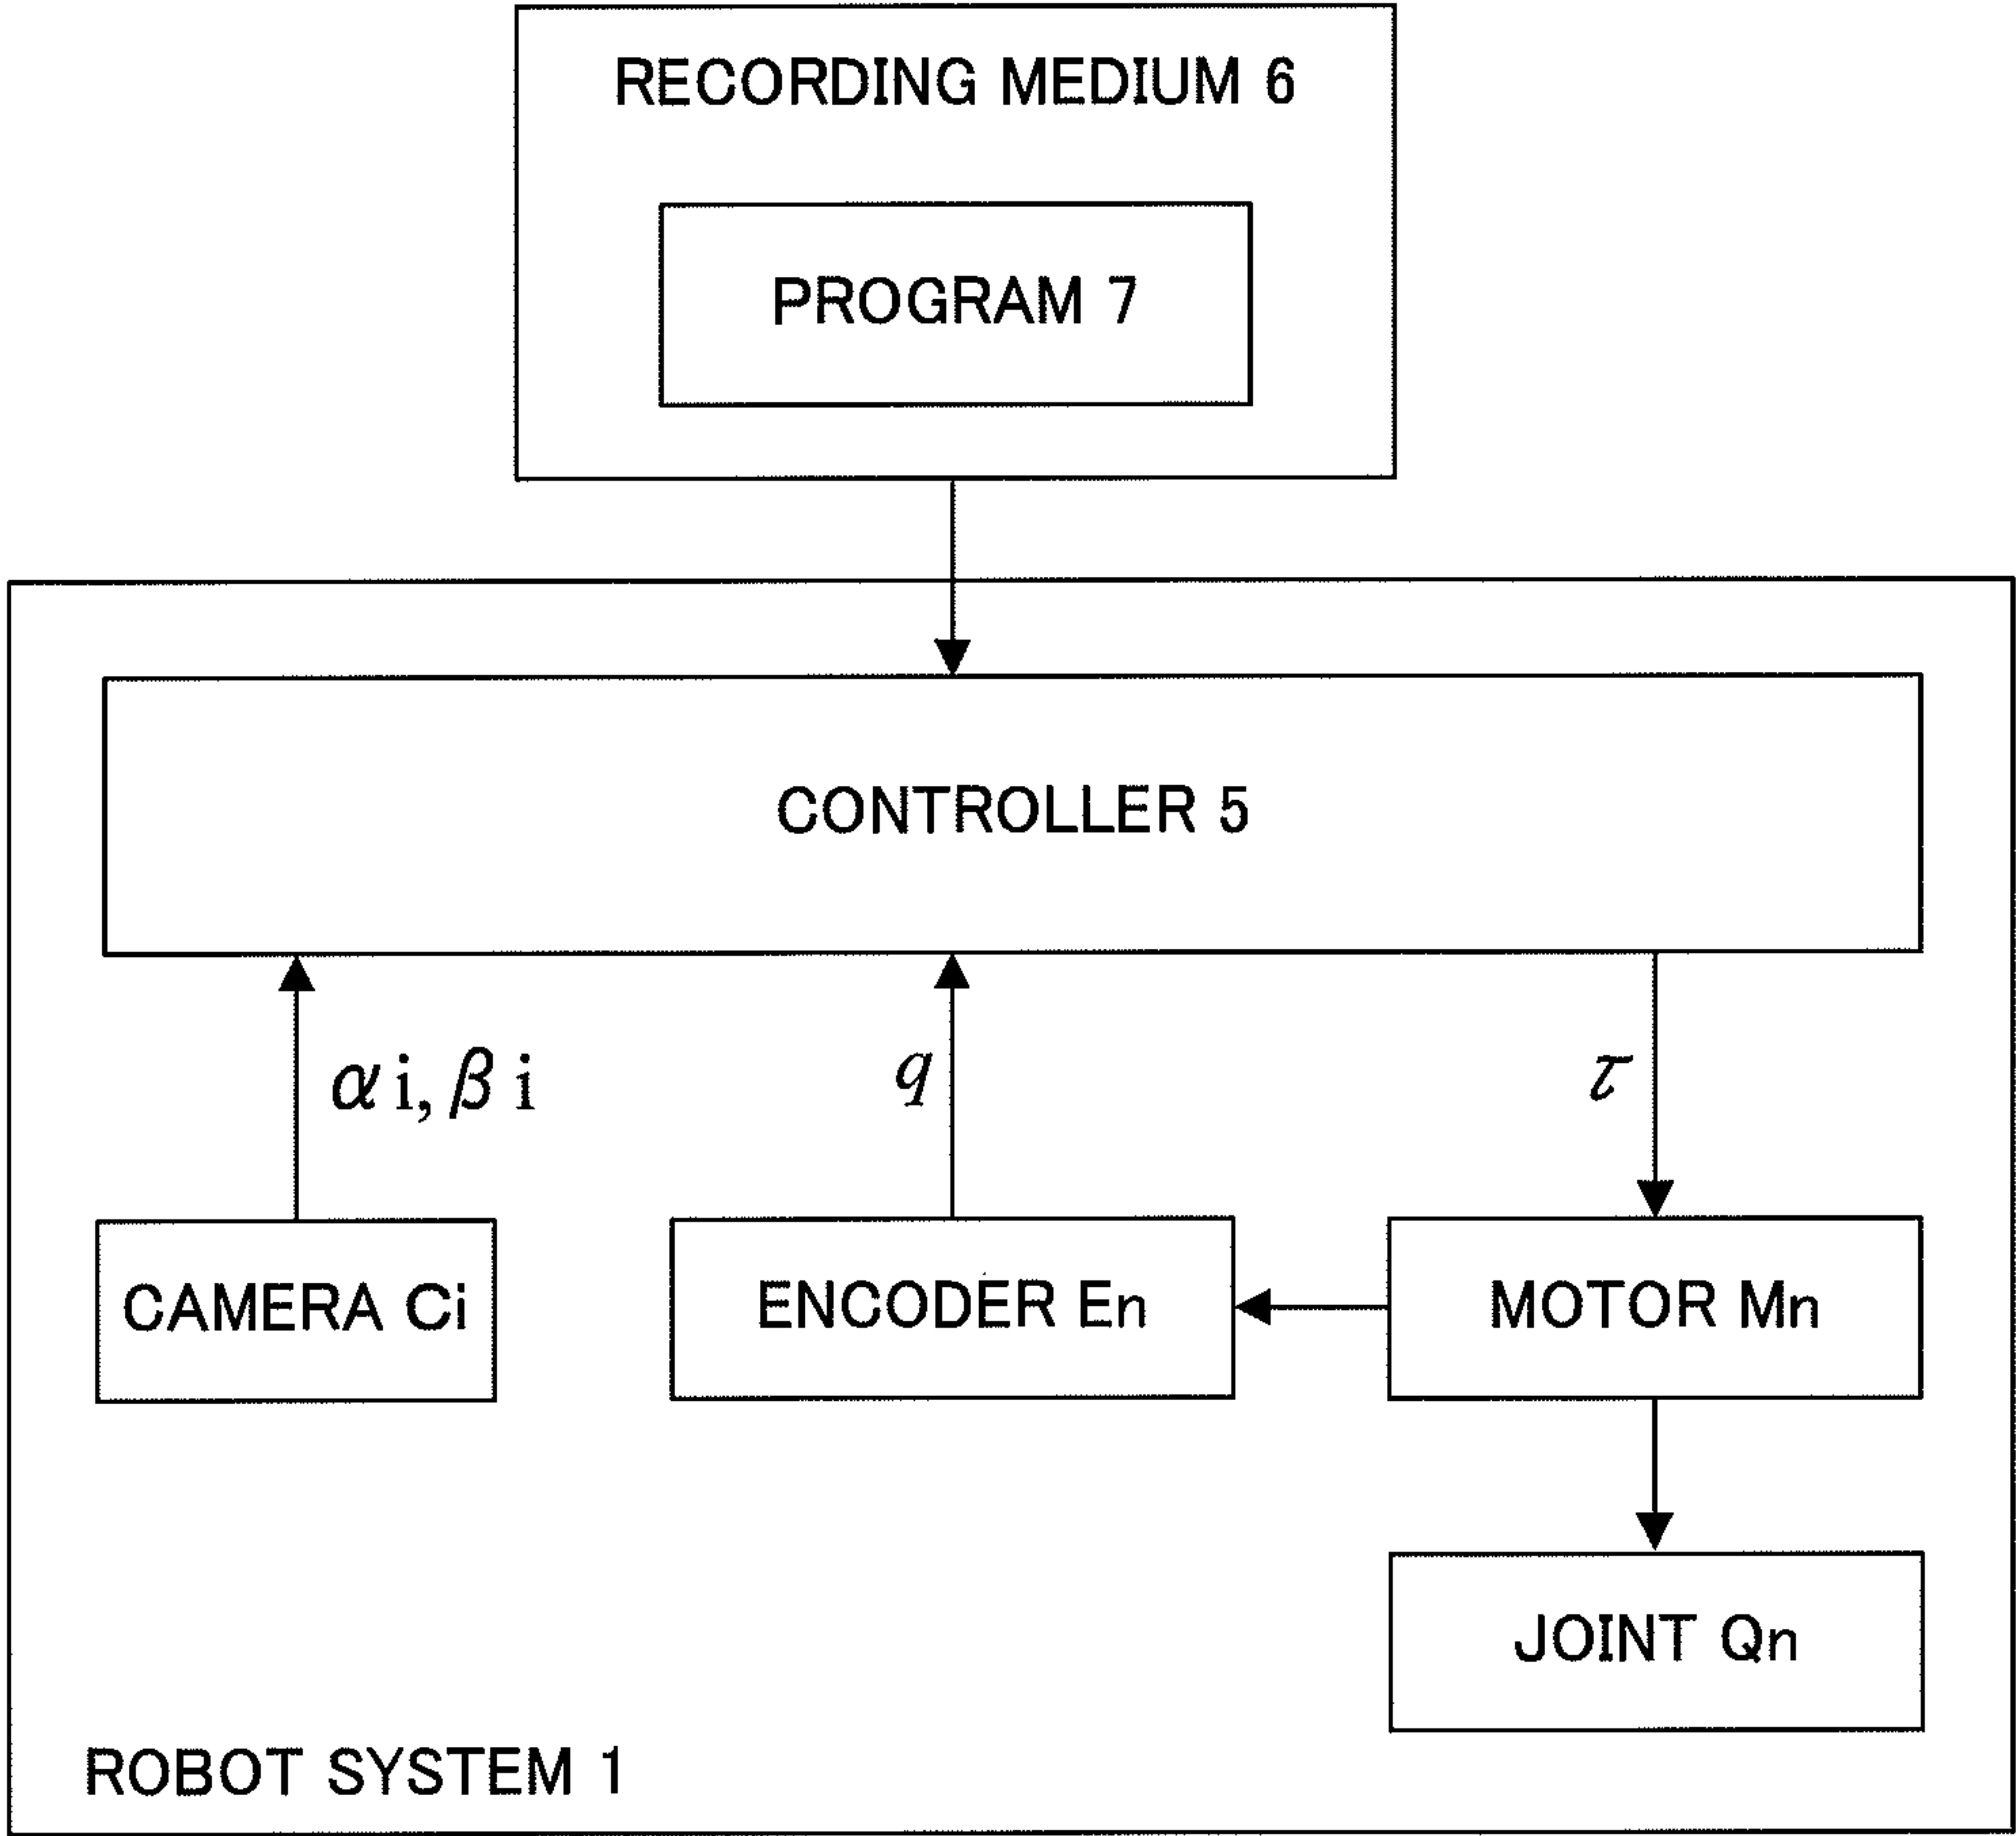 RECORDING MEDIUM 6
PROGRAM 7
CONTROLLER 5
αi, βi
q
τ
CAMERA Ci
ENCODER En
MOTOR Mn
JOINT Qn
ROBOT SYSTEM 1